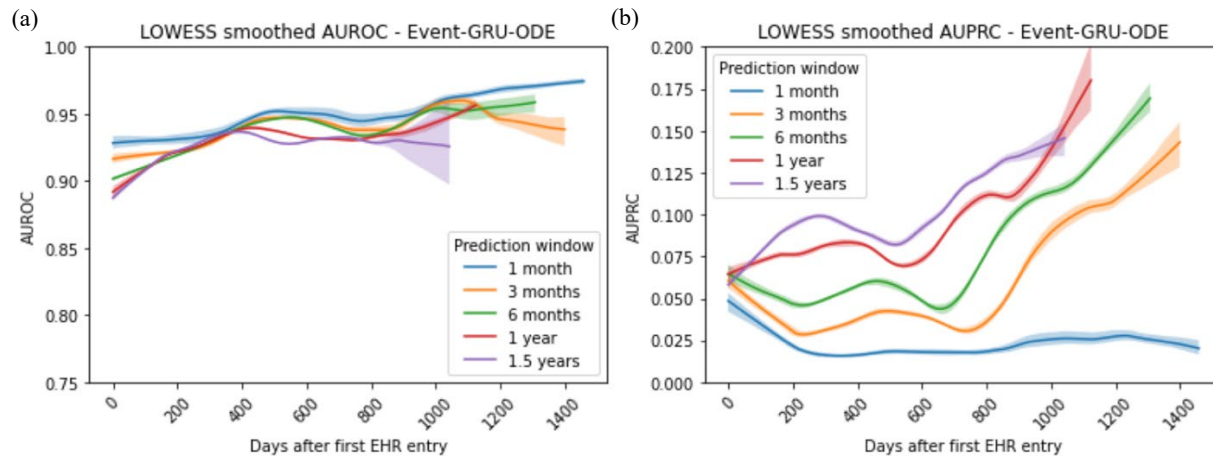 (a)
LOWESS smoothed AUROC - Event-GRU-ODE
1.00
0.95
0.90
0.85
0.80
0.75
AUROC
Prediction window
1 month
3 months
6 months
1 year
1.5 years
0
200
400
600
800
1000
1200
1400
Days after first EHR entry
(b)
LOWESS smoothed AUPRC - Event-GRU-ODE
0.200
0.175
0.150
0.125
0.100
0.075
0.050
0.025
0.000
AUPRC
Prediction window
1 month
3 months
6 months
1 year
1.5 years
0
200
400
600
800
1000
1200
1400
Days after first EHR entry